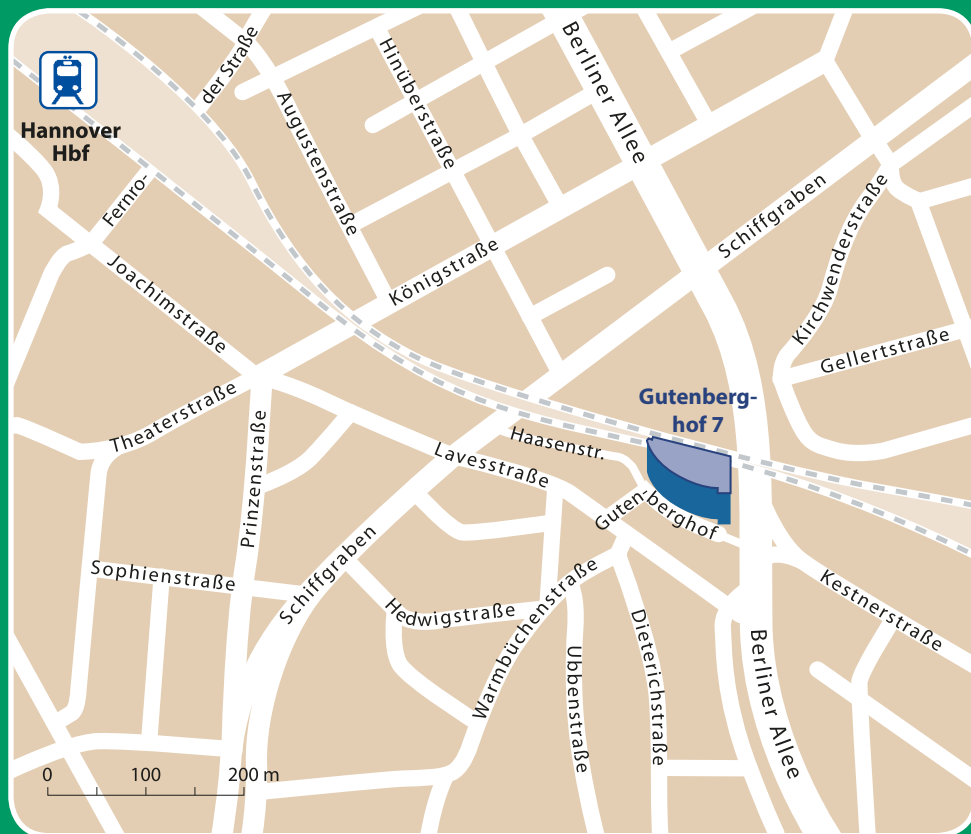 Hannover
Hbf
Fernro-
der Straße
Augustenstraße
Hinüberstraße
Berliner Allee
Königstraße
Schiffgraben
Kirchwenderstraße
Gellertstraße
Joachimstraße
Theaterstraße
Prinzenstraße
Gutenberg-
hof 7
Haasenstr.
Lavesstraße
Guten-
berghof
Sophienstraße
Schiffgraben
Hedwigstraße
Warmbüchenstraße
Ubbenstraße
Dieterichstraße
Kestnerstraße
Berliner Allee
0 100 200 m